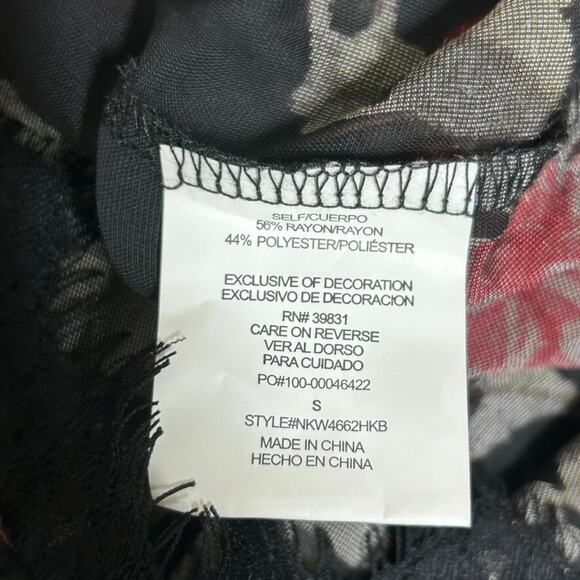 SELF/CUERPO
56% RAYON/RAYON
44% POLYESTER/POLIÉSTER
EXCLUSIVE OF DECORATION
EXCLUSIVO DE DECORACION
RN# 39831
CARE ON REVERSE
VER AL DORSO
PARA CUIDADO
PO#100-00046422
S
STYLE#NKW4662HKB
MADE IN CHINA
HECHO EN CHINA